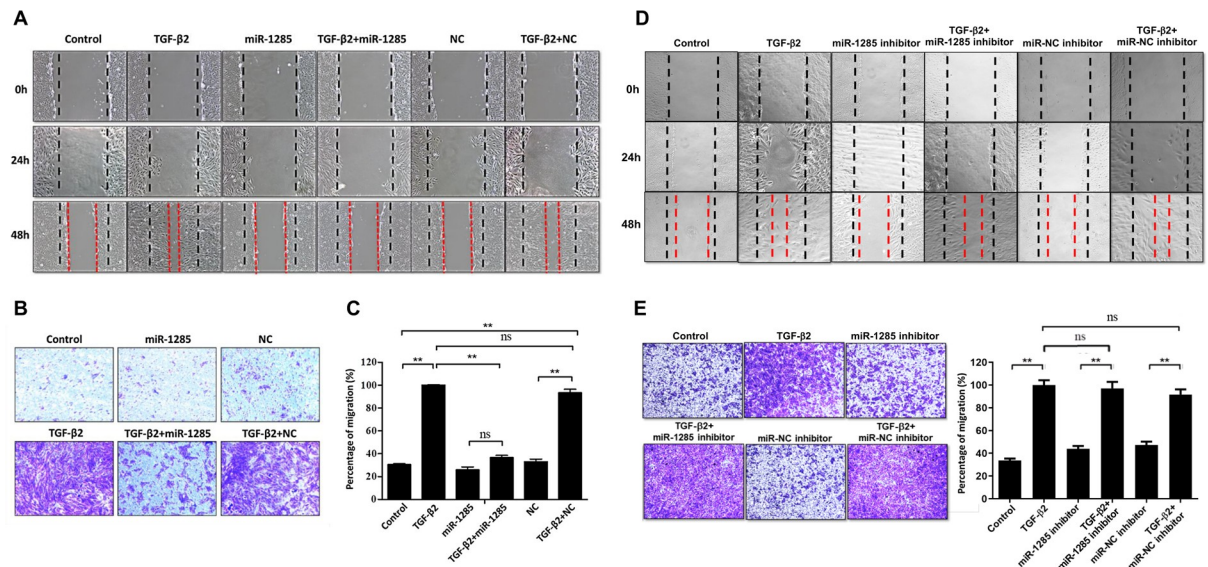 A
Control TGF-β2 miR-1285 TGF-β2+miR-1285 NC TGF-β2+NC
0h
24h
48h
B
Control miR-1285 NC
TGF-β2 TGF-β2+miR-1285 TGF-β2+NC
C
**
ns
** ** **
ns
Percentage of migration (%)
120
100
80
60
40
20
0
Control TGF-β2 miR-1285 TGF-β2+miR-1285 NC TGF-β2+NC
D
Control TGF-β2 miR-1285 inhibitor TGF-β2+ miR-1285 inhibitor miR-NC inhibitor TGF-β2+ miR-NC inhibitor
0h
24h
48h
E
Control TGF-β2 miR-1285 inhibitor
TGF-β2+ miR-1285 inhibitor miR-NC inhibitor TGF-β2+ miR-NC inhibitor
ns
ns
** ** **
Percentage of migration (%)
120
100
80
60
40
20
0
Control TGF-β2 miR-1285 inhibitor TGF-β2+ miR-1285 inhibitor miR-NC inhibitor TGF-β2+ miR-NC inhibitor